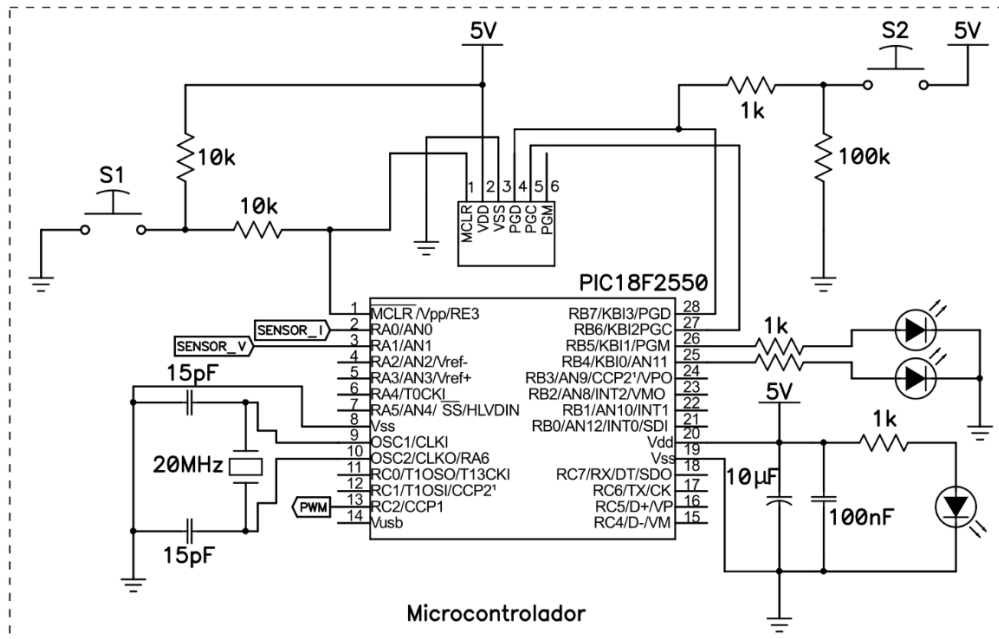 5V
S2
5V
1k
10k
100k
S1
10k
1 2 3 4 5 6
MCLR VDD VSS PGD PGC PGM
PIC18F2550
1 MCLR/Vpp/RE3
SENSOR_I 2 RA0/AN0
SENSOR_V 3 RA1/AN1
4 RA2/AN2/Vref-
5 RA3/AN3/Vref+
6 RA4/T0CKI
7 RA5/AN4/ SS/HLVDIN
8 Vss
9 OSC1/CLKI
10 OSC2/CLKO/RA6
11 RC0/T1OSO/T13CKI
12 RC1/T1OSI/CCP2¹
PWM 13 RC2/CCP1
14 Vusb
RB7/KBI3/PGD 28
RB6/KBI2PGC 27
RB5/KBI1/PGM 26
RB4/KBI0/AN11 25
RB3/AN9/CCP2¹/VPO 24
RB2/AN8/INT2/VMO 23
RB1/AN10/INT1 22
RB0/AN12/INT0/SDI 21
Vdd 20
Vss 19
RC7/RX/DT/SDO 18
RC6/TX/CK 17
RC5/D+/VP 16
RC4/D-/VM 15
15pF
20MHz
15pF
1k
5V
1k
10µF
100nF
Microcontrolador